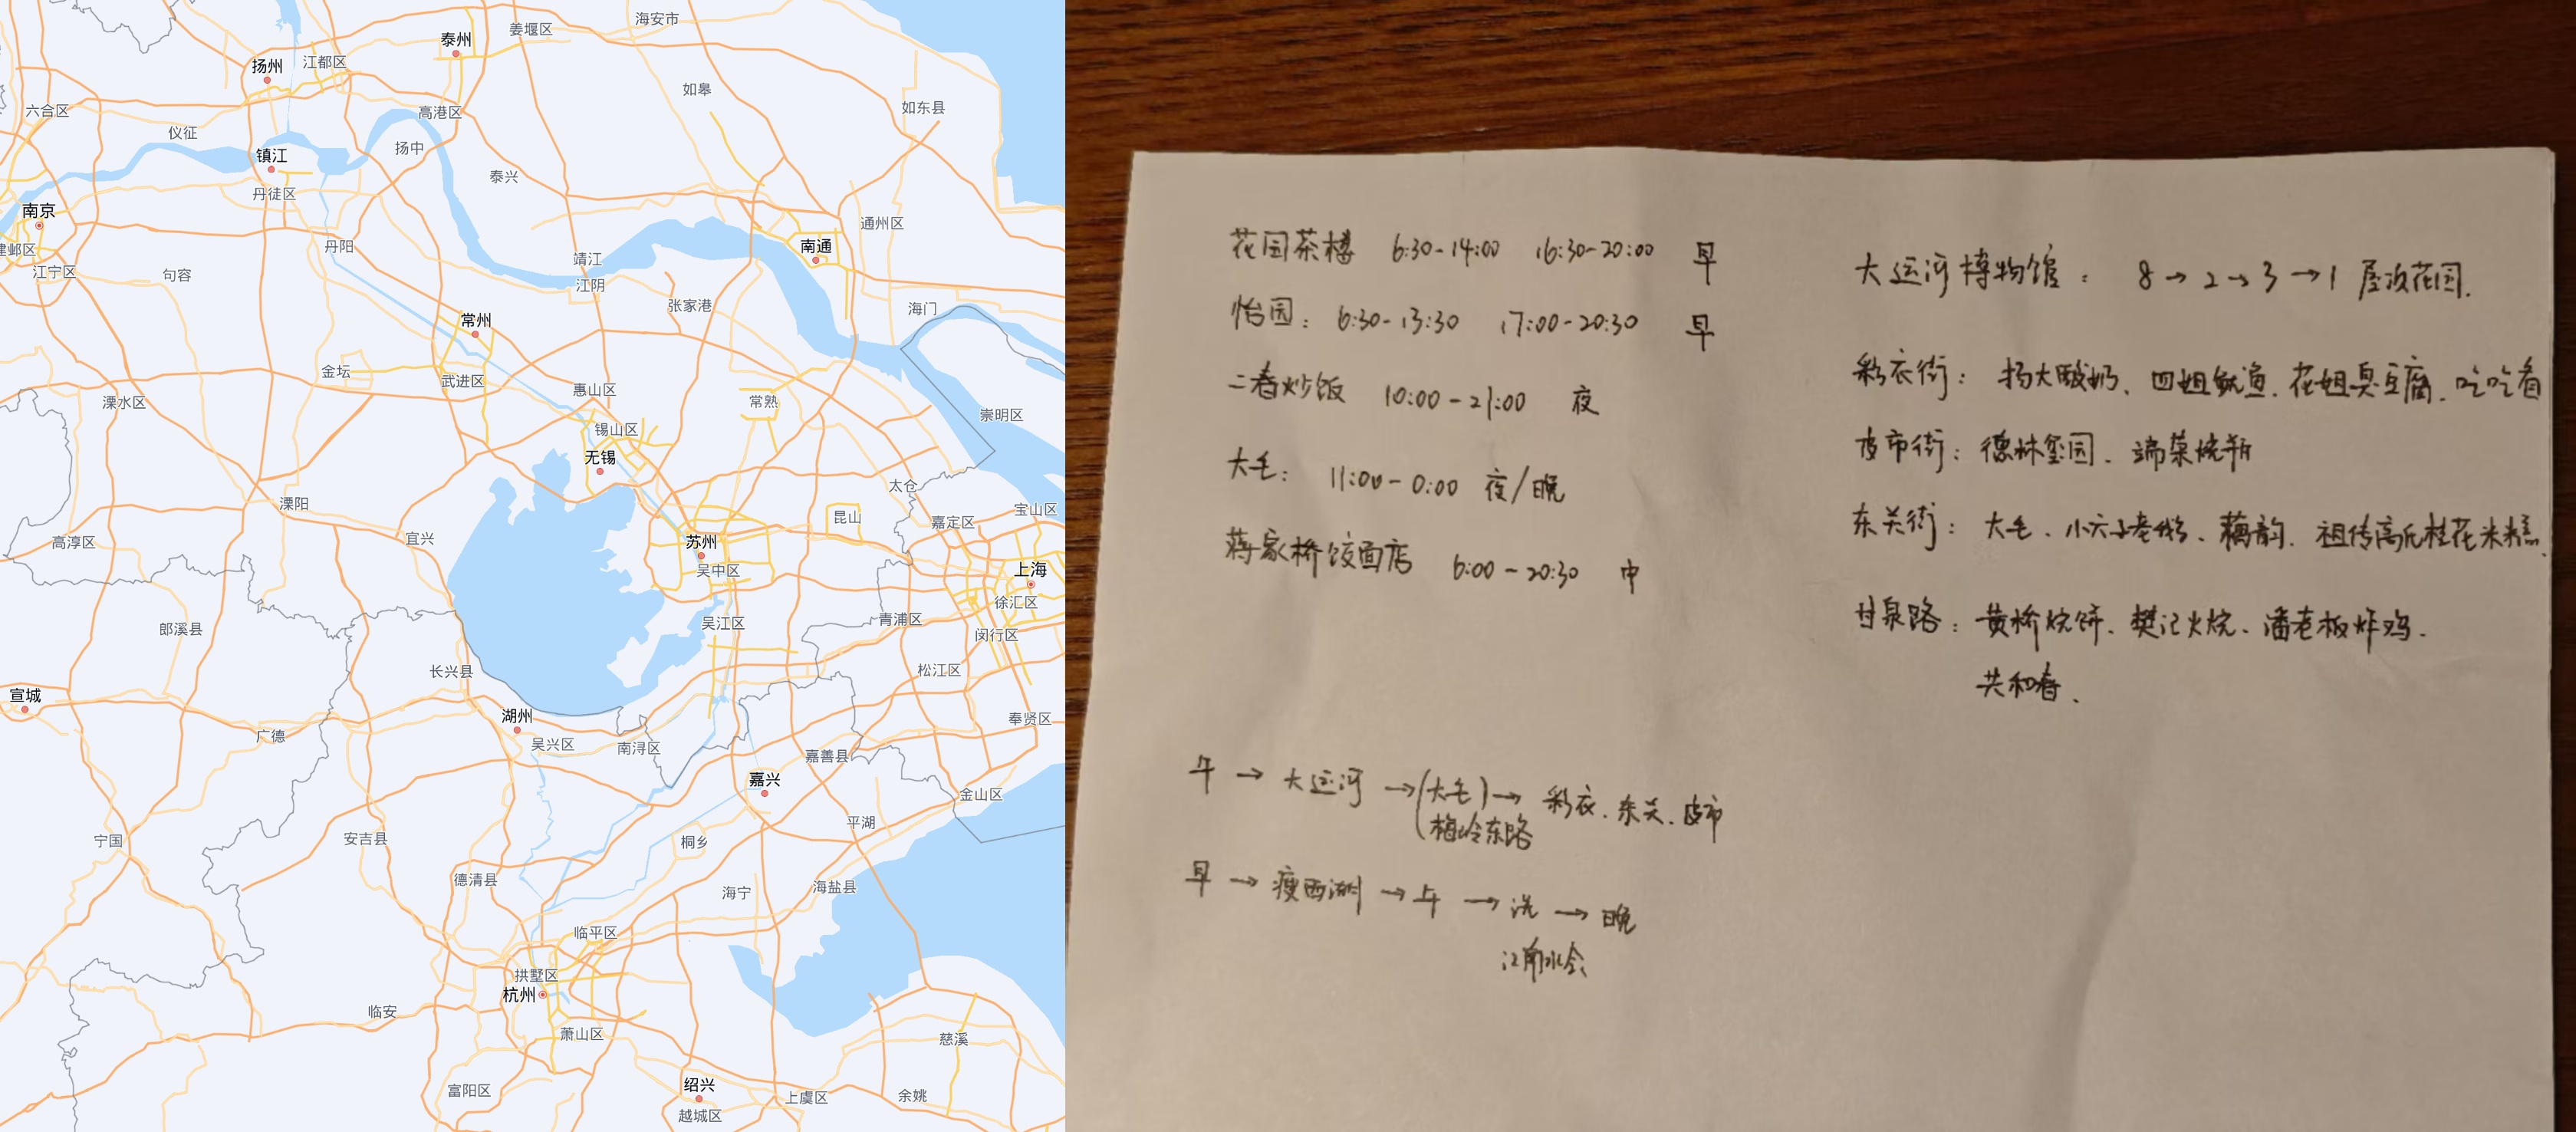 海安市
泰州
姜堰区
扬州
江都区
如皋
六合区
高港区
如东县
仪征
扬中
镇江
泰兴
丹徒区
南京
通州区
丹阳
南通
建邺区
江宁区
句容
靖江
江阴
张家港
海门
常州
金坛
武进区
惠山区
溧水区
常熟
崇明区
锡山区
无锡
太仓
溧阳
昆山
嘉定区
宝山区
高淳区
宜兴
苏州
吴中区
上海
徐汇区
郎溪县
吴江区
青浦区
闵行区
长兴县
松江区
宣城
湖州
奉贤区
广德
吴兴区
南浔区
嘉善县
嘉兴
金山区
宁国
安吉县
桐乡
平湖
德清县
海宁
海盐县
临平区
拱墅区
杭州
临安
萧山区
慈溪
富阳区
绍兴
上虞区
余姚
越城区
花园茶楼 6:30-14:00 16:30-20:00 早
怡园: 6:30-13:30 17:00-20:30 早
二春炒饭 10:00-21:00 夜
大毛: 11:00-0:00 夜/晚
蒋家桥饺面店 6:00-20:30 中
大运河博物馆: 8→2→3→1 屋顶花园.
彩衣街: 扬大酸奶、四姐鱿鱼、花姐臭豆腐、吃吃看
皮市街: 德林玺园、端菜烧饼
东关街: 大毛、小六子老鹅、藕韵、祖传高氏桂花米糕、
甘泉路: 黄桥烧饼、樊记火烧、潘老板炸鸡、
共和春、
午→大运河→(大毛)→彩衣、东关、皮市
梅岭东路
早→瘦西湖→午→洗→晚
江南水会